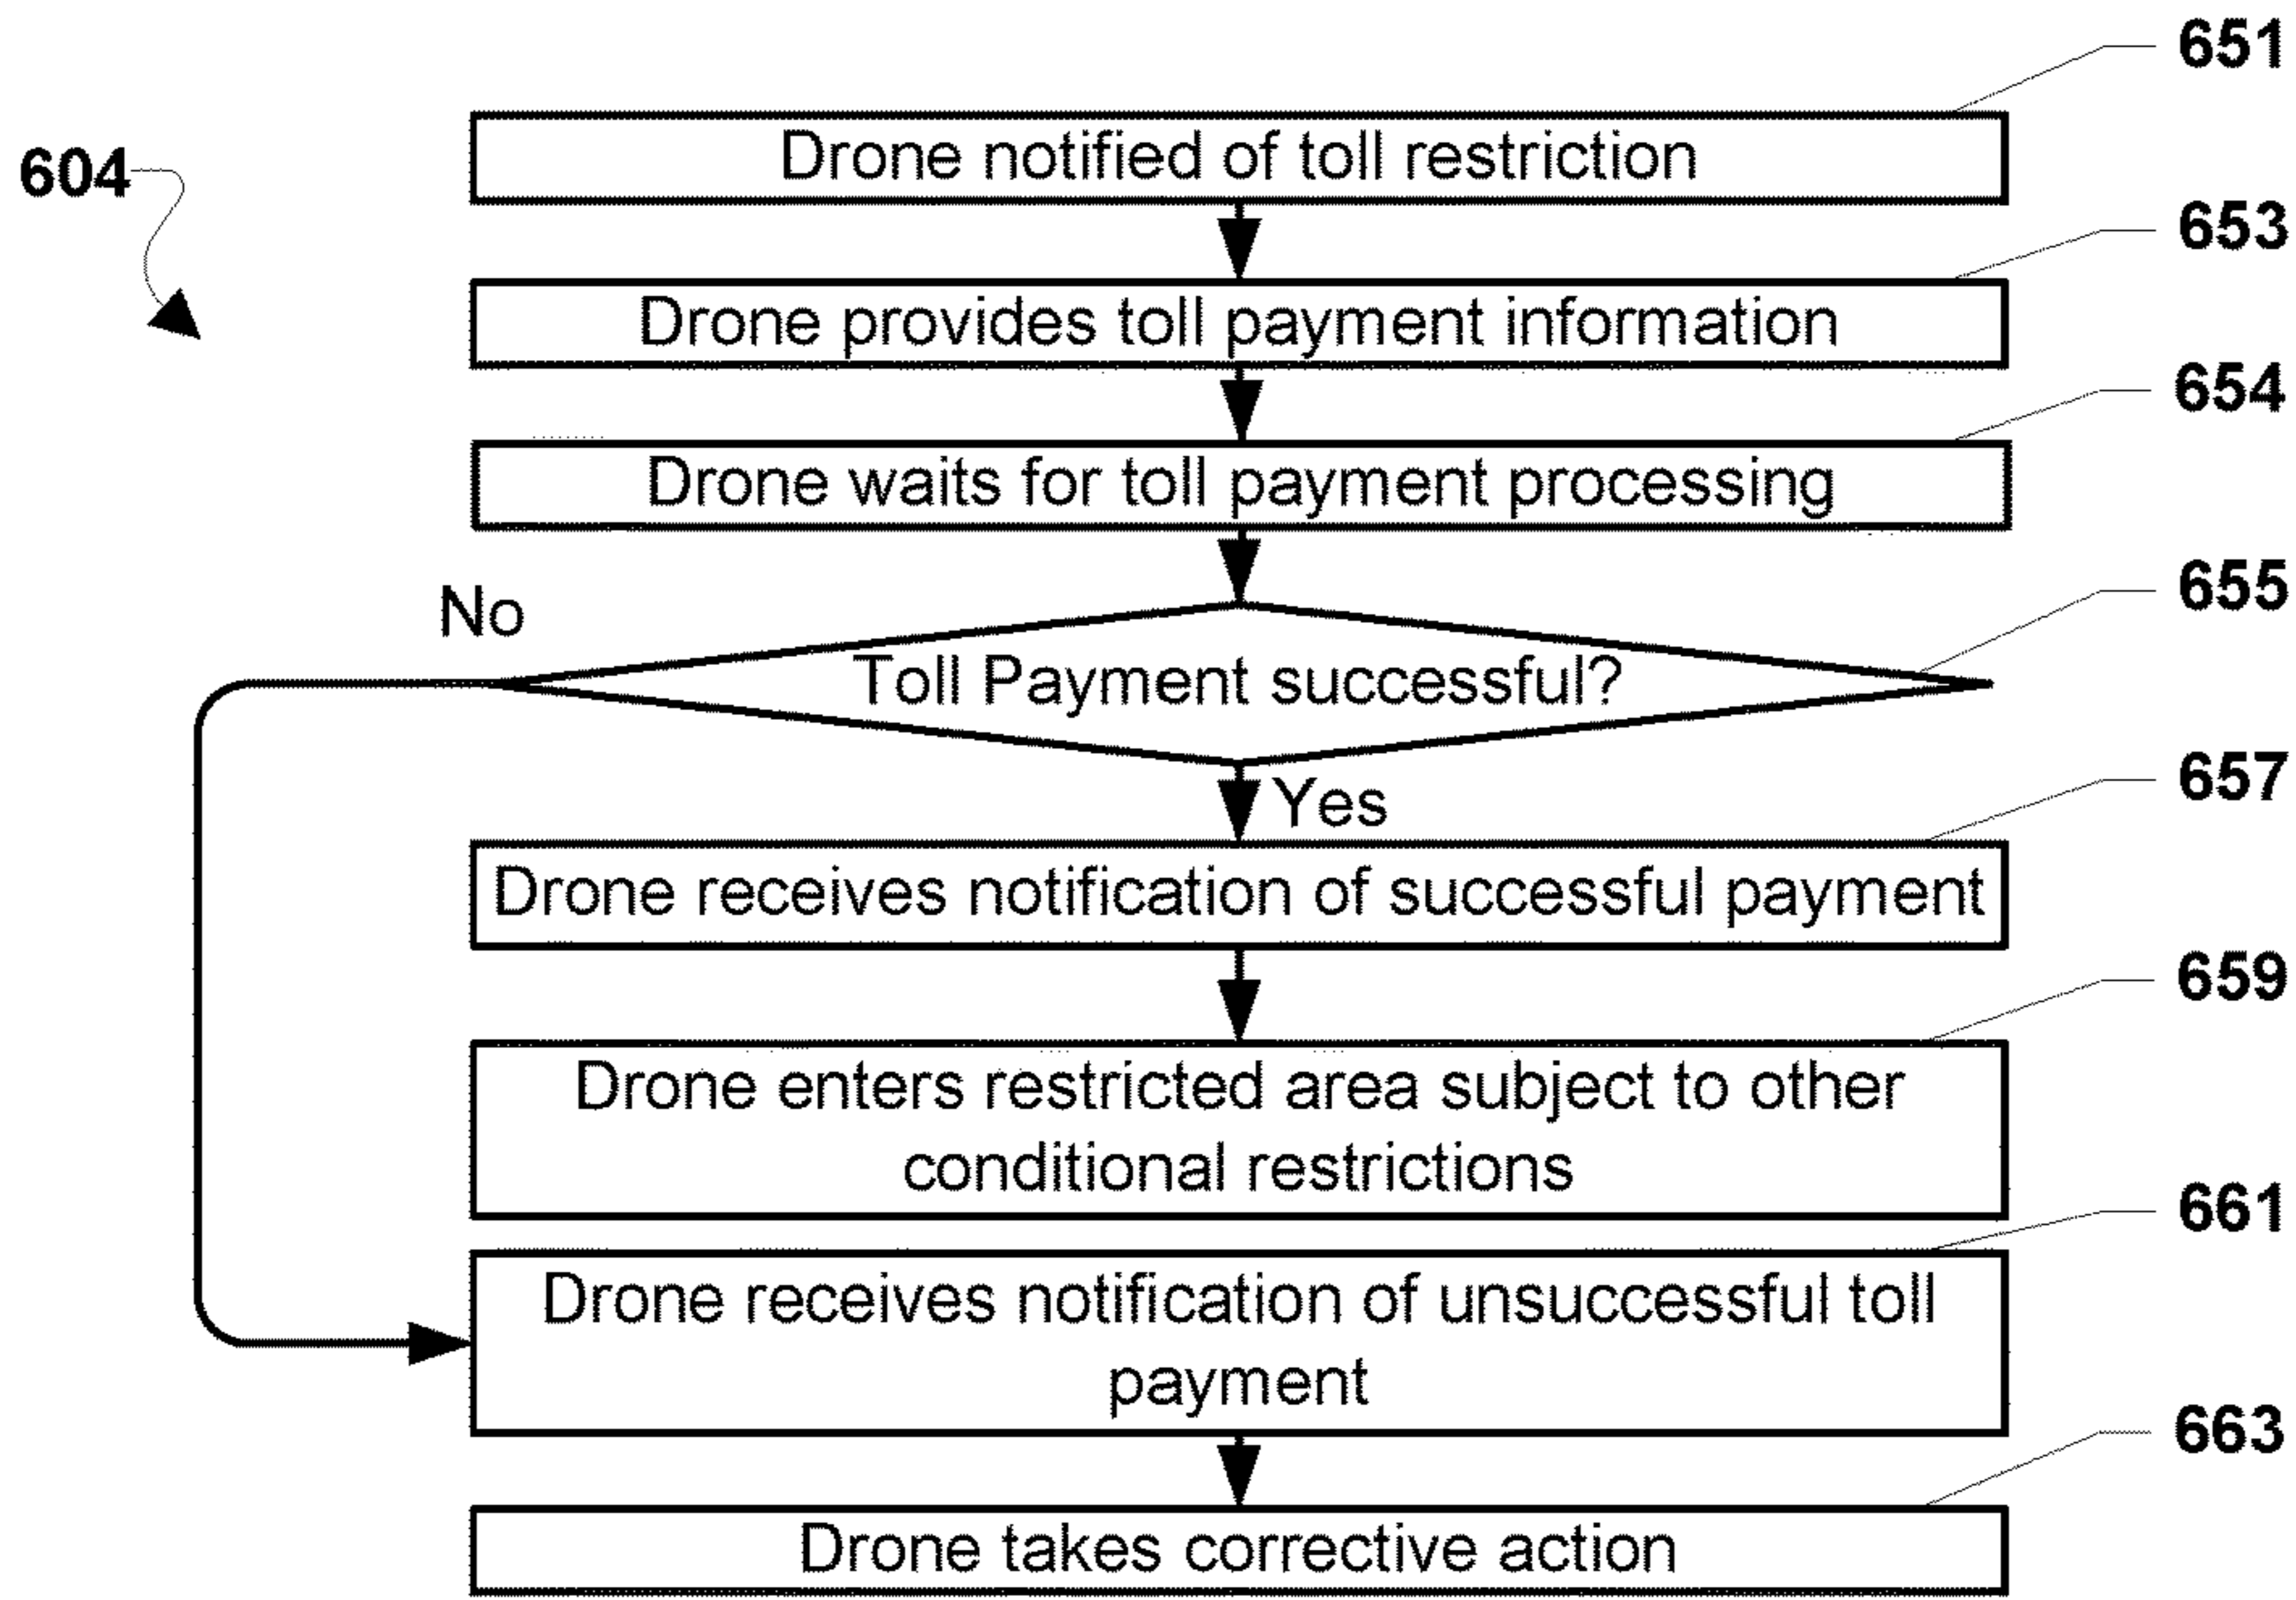 651
Drone notified of toll restriction
604
653
Drone provides toll payment information
654
Drone waits for toll payment processing
655
No
Toll Payment successful?
657
Yes
Drone receives notification of successful payment
659
Drone enters restricted area subject to other
conditional restrictions
661
Drone receives notification of unsuccessful toll
payment
663
Drone takes corrective action